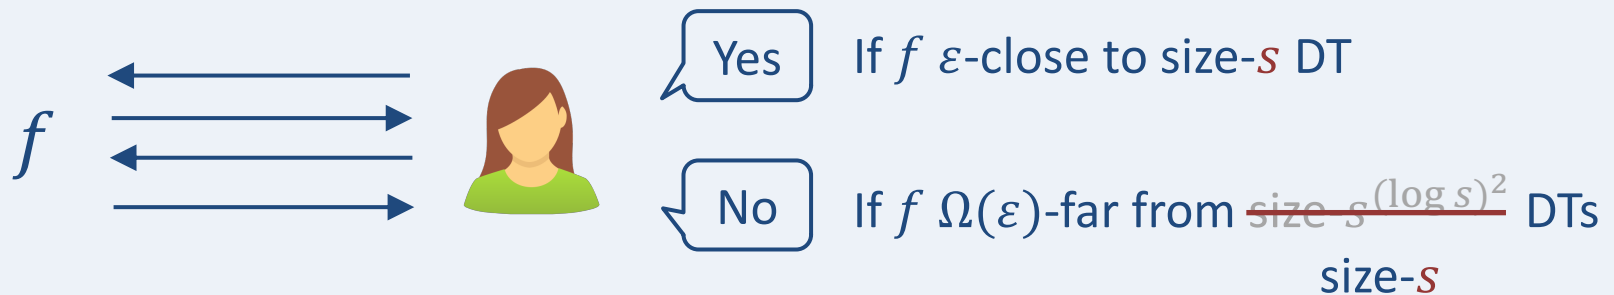 f
Yes
If f ε-close to size-s DT
No
If f Ω(ε)-far from size-s^(log s)² DTs
size-s